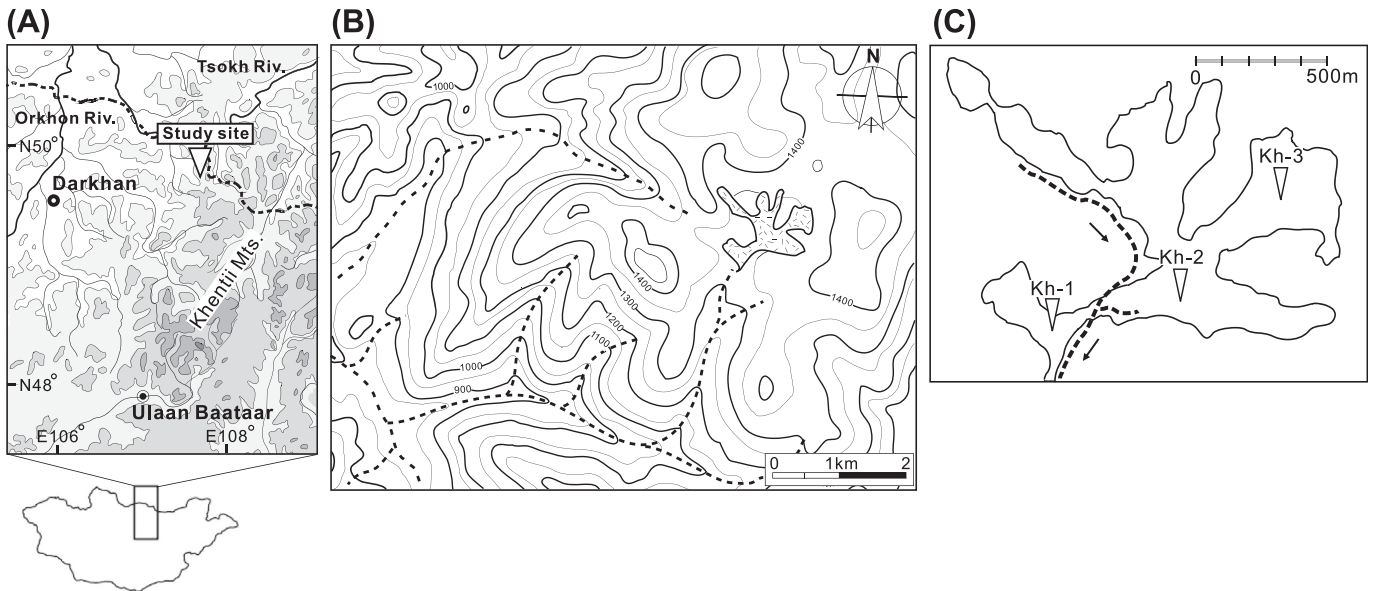 (A)
Tsokh Riv.
Orkhon Riv.
Study site
N50°
Darkhan
Khentii Mts.
N48°
Ulaan Baataar
E106°
E108°
(B)
N
1000
1400
1400
1300
1200
1100
1000
900
1400
0 1km 2
(C)
0 500m
Kh-3
Kh-2
Kh-1